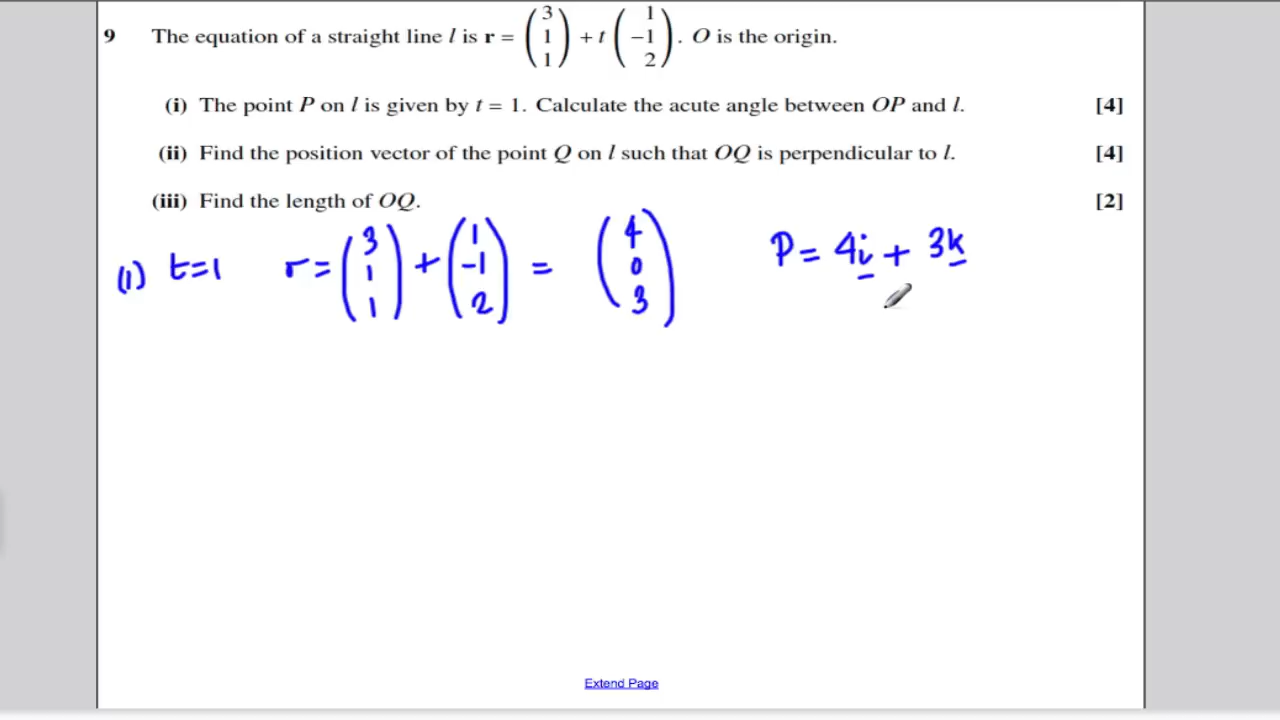 9 The equation of a straight line l is r = (3 1 1) + t (1 −1 2). O is the origin.
(i) The point P on l is given by t = 1. Calculate the acute angle between OP and l. [4]
(ii) Find the position vector of the point Q on l such that OQ is perpendicular to l. [4]
(iii) Find the length of OQ. [2]
(i) t=1 r = (3 1 1) + (1 -1 2) = (4 0 3) P = 4i + 3k
Extend Page